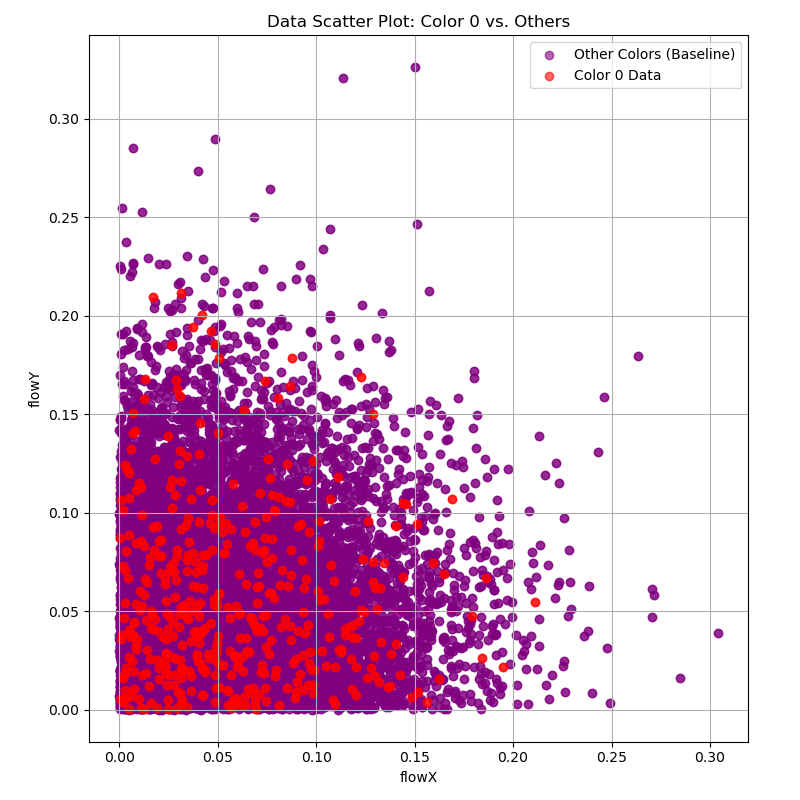 Data Scatter Plot: Color 0 vs. Others
Other Colors (Baseline)
Color 0 Data
flowY
0.30
0.25
0.20
0.15
0.10
0.05
0.00
0.00 0.05 0.10 0.15 0.20 0.25 0.30
flowX